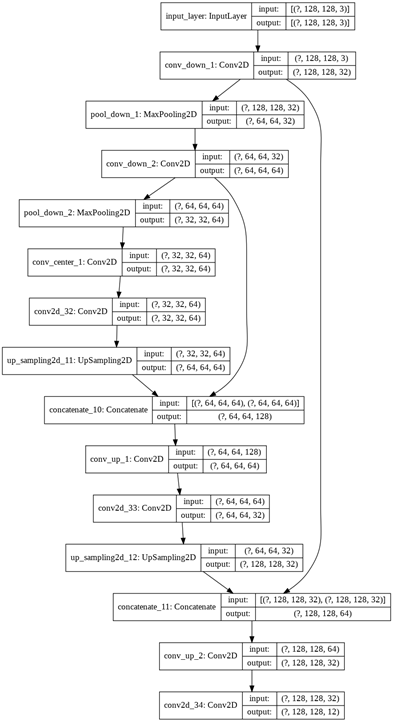 input_layer: InputLayer
input: [(?, 128, 128, 3)]
output: [(?, 128, 128, 3)]
conv_down_1: Conv2D
input: (?, 128, 128, 3)
output: (?, 128, 128, 32)
pool_down_1: MaxPooling2D
input: (?, 128, 128, 32)
output: (?, 64, 64, 32)
conv_down_2: Conv2D
input: (?, 64, 64, 32)
output: (?, 64, 64, 64)
pool_down_2: MaxPooling2D
input: (?, 64, 64, 64)
output: (?, 32, 32, 64)
conv_center_1: Conv2D
input: (?, 32, 32, 64)
output: (?, 32, 32, 64)
conv2d_32: Conv2D
input: (?, 32, 32, 64)
output: (?, 32, 32, 64)
up_sampling2d_11: UpSampling2D
input: (?, 32, 32, 64)
output: (?, 64, 64, 64)
concatenate_10: Concatenate
input: [(?, 64, 64, 64), (?, 64, 64, 64)]
output: (?, 64, 64, 128)
conv_up_1: Conv2D
input: (?, 64, 64, 128)
output: (?, 64, 64, 64)
conv2d_33: Conv2D
input: (?, 64, 64, 64)
output: (?, 64, 64, 32)
up_sampling2d_12: UpSampling2D
input: (?, 64, 64, 32)
output: (?, 128, 128, 32)
concatenate_11: Concatenate
input: [(?, 128, 128, 32), (?, 128, 128, 32)]
output: (?, 128, 128, 64)
conv_up_2: Conv2D
input: (?, 128, 128, 64)
output: (?, 128, 128, 32)
conv2d_34: Conv2D
input: (?, 128, 128, 32)
output: (?, 128, 128, 12)